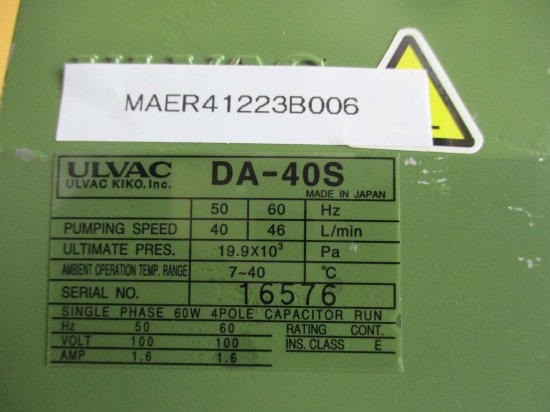 ULVAC
MAER41223B006
ULVAC DA-40S
ULVAC KIKO. Inc. MADE IN JAPAN
50 60 Hz
PUMPING SPEED 40 46 L/min
ULTIMATE PRES. 19.9X10³ Pa
AMBIENT OPERATION TEMP. RANGE 7~40 ℃
SERIAL NO. 16576
SINGLE PHASE 60W 4POLE CAPACITOR RUN
Hz 50 60 RATING CONT.
VOLT 100 100 INS. CLASS E
AMP 1.6 1.6